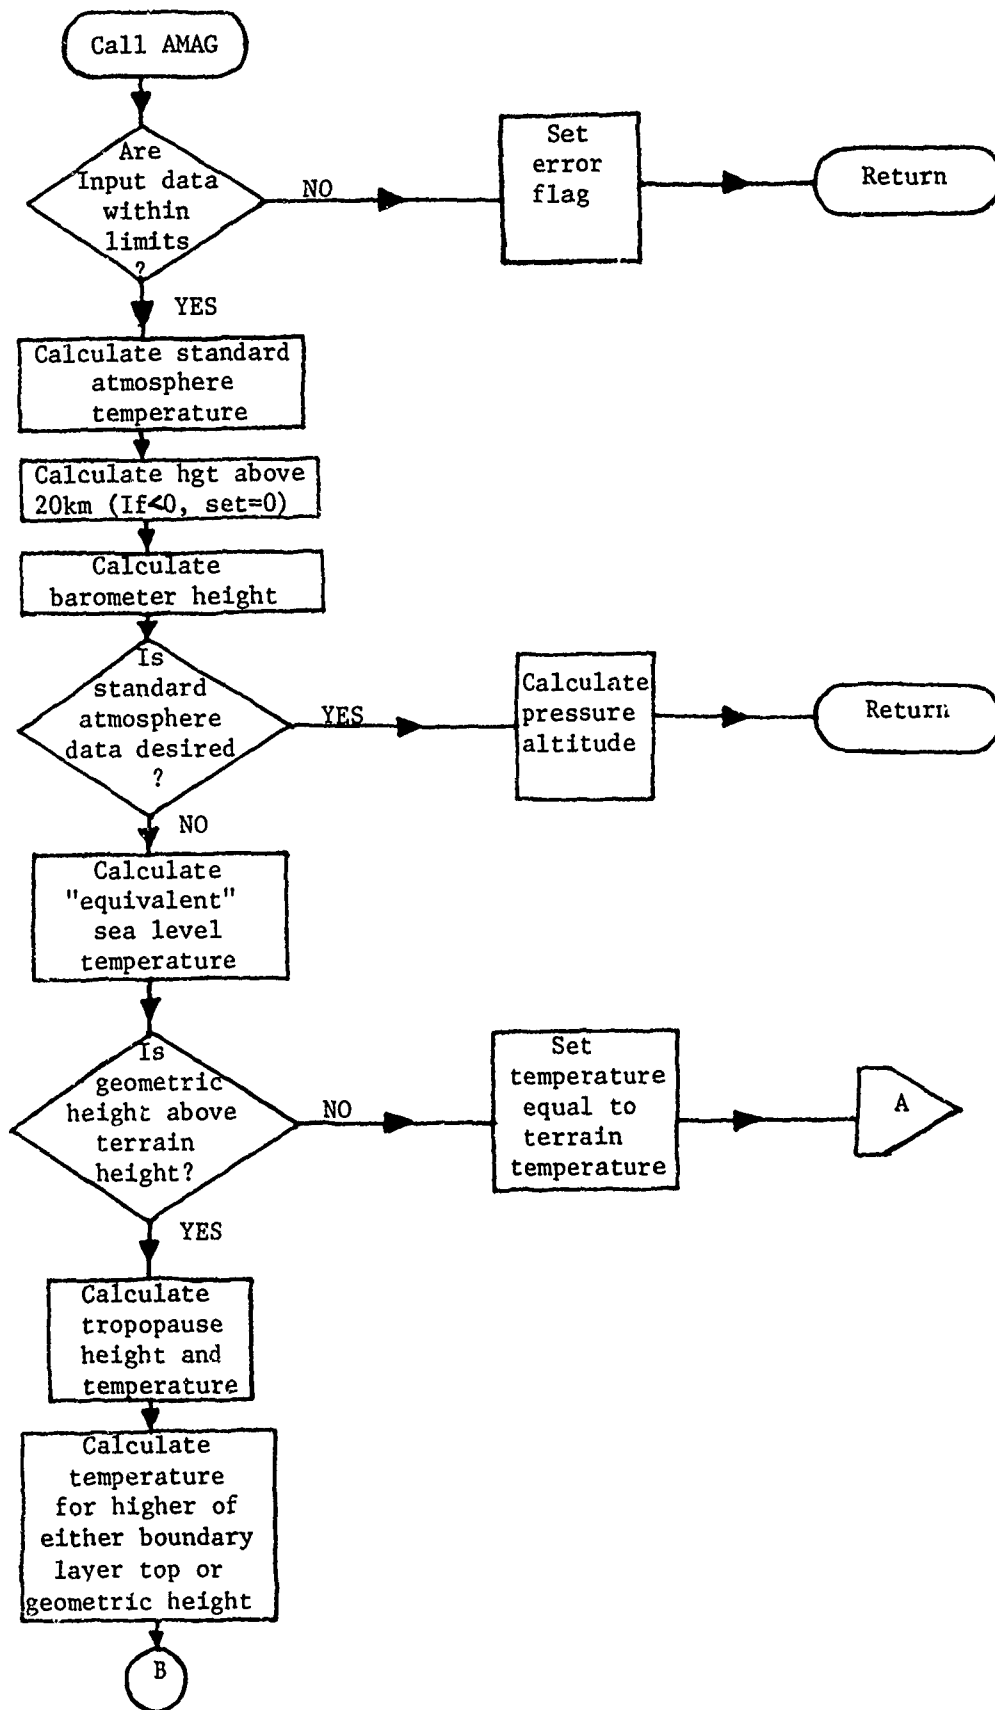 Call AMAG
Are
Input data
within
limits
?
NO
Set
error
flag
Return
YES
Calculate standard
atmosphere
temperature
Calculate hgt above
20km (If<0, set=0)
Calculate
barometer height
Is
standard
atmosphere
data desired
?
YES
Calculate
pressure
altitude
Return
NO
Calculate
"equivalent"
sea level
temperature
Is
geometric
height above
terrain
height?
NO
Set
temperature
equal to
terrain
temperature
A
YES
Calculate
tropopause
height and
temperature
Calculate
temperature
for higher of
either boundary
layer top or
geometric height
B